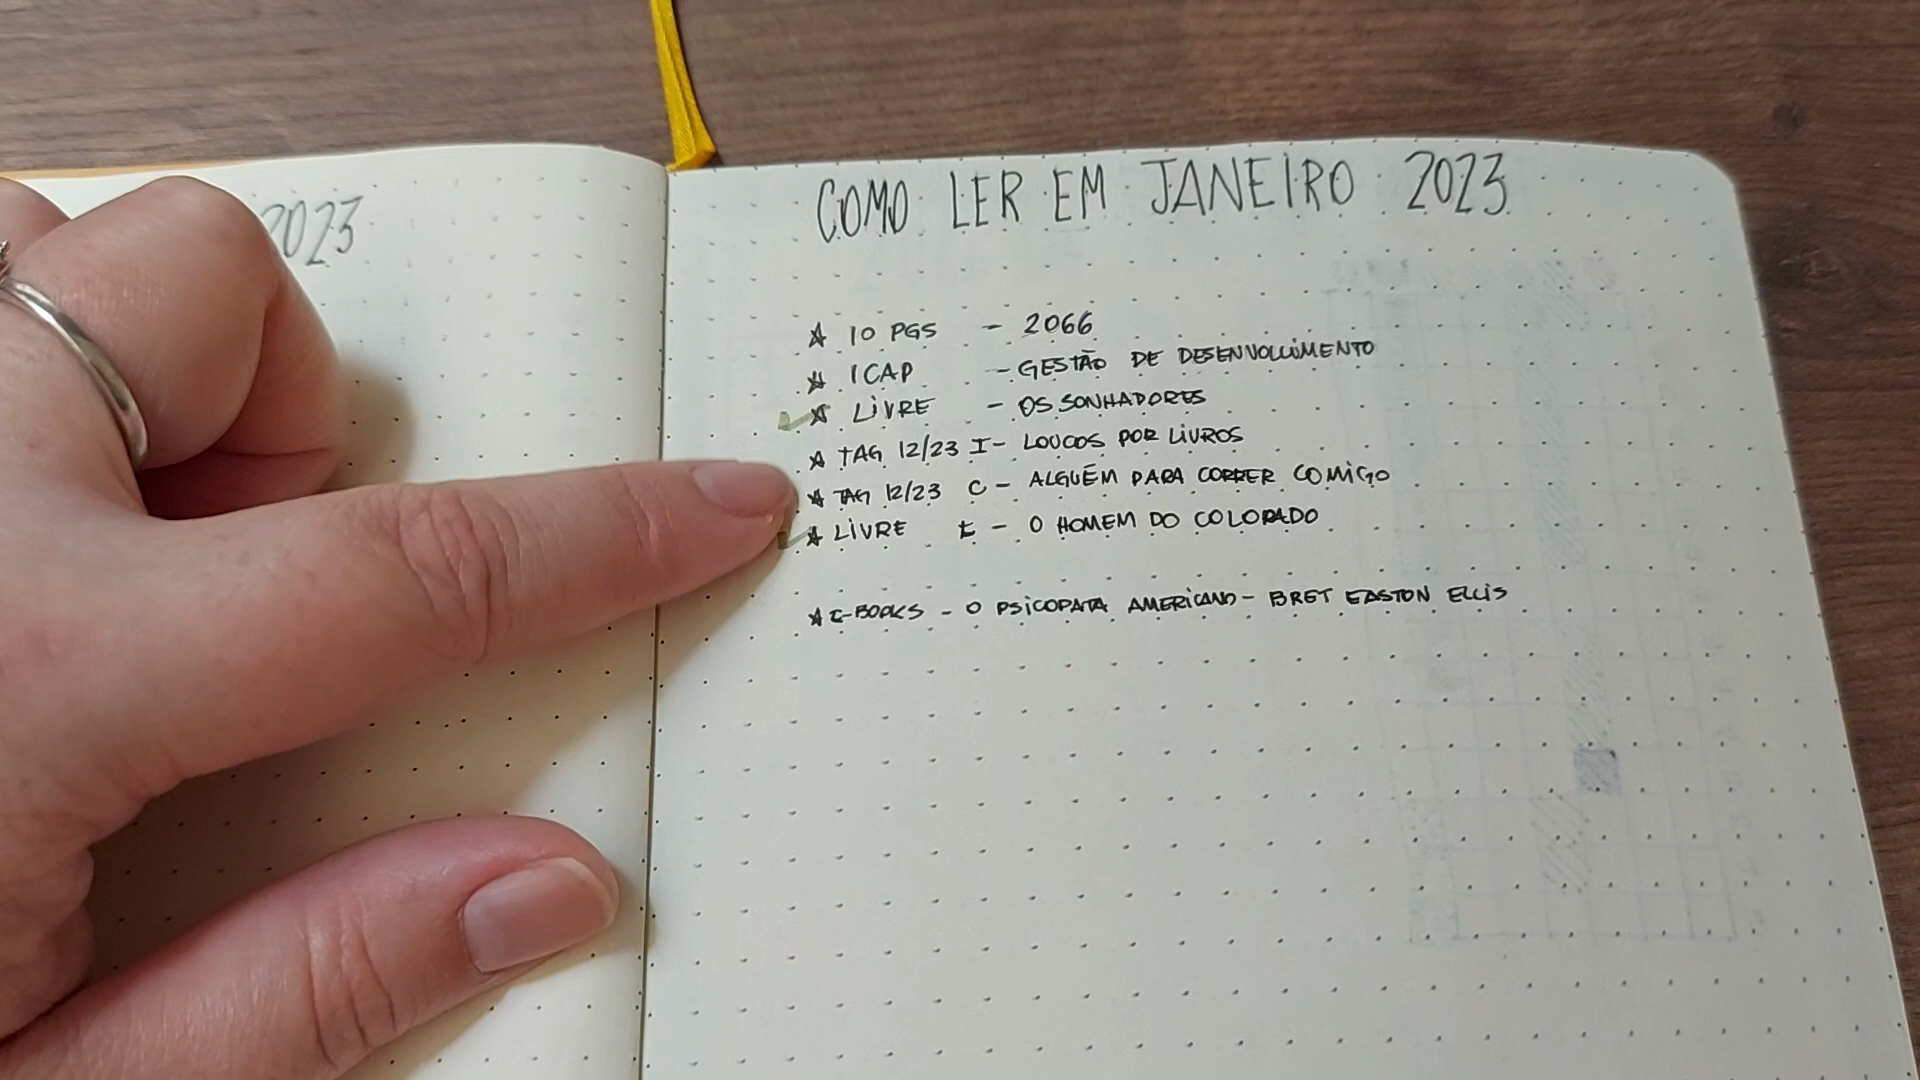 2023
COMO LER EM JANEIRO 2023
☆ 10 PGS - 2066
☆ 1 CAP - GESTÃO DE DESENVOLVIMENTO
☆ LIVRE - OS SONHADORES
☆ TAG 12/23 I - LOUCOS POR LIVROS
☆ TAG 12/23 C - ALGUÉM PARA CORRER COMIGO
☆ LIVRE E - O HOMEM DO COLORADO
☆ E-BOOKS - O PSICOPATA AMERICANO - BRET EASTON ELLIS